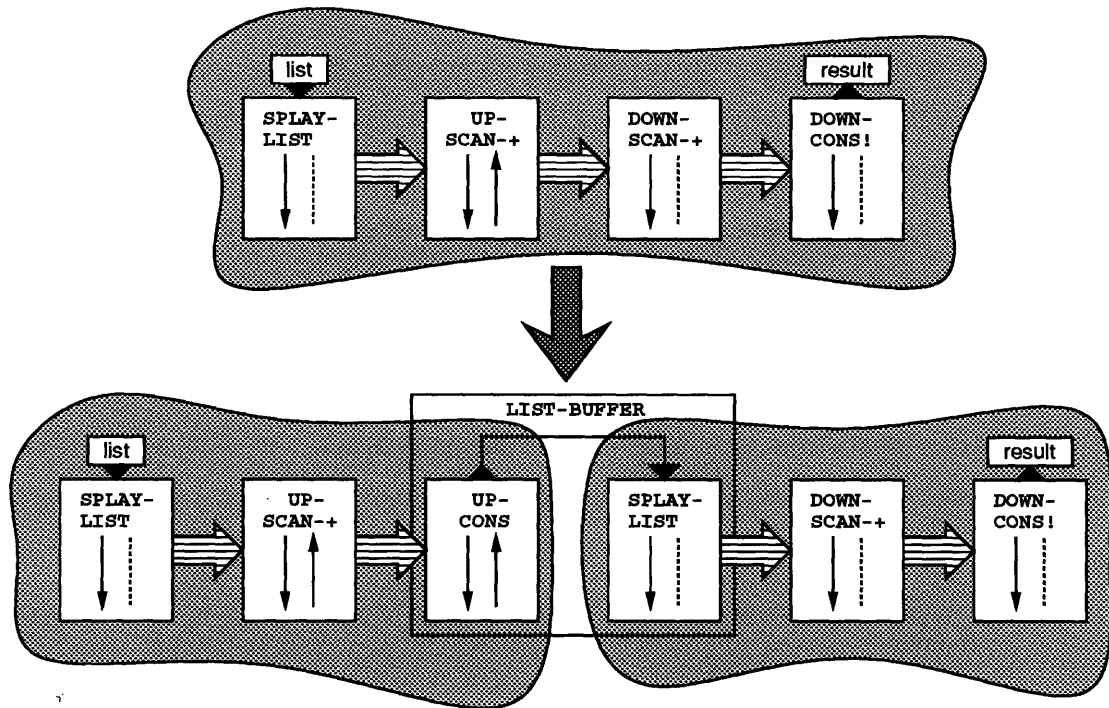 list
result
SPLAY-
LIST
UP-
SCAN-+
DOWN-
SCAN-+
DOWN-
CONS!
LIST-BUFFER
list
result
SPLAY-
LIST
UP-
SCAN-+
UP-
CONS
SPLAY-
LIST
DOWN-
SCAN-+
DOWN-
CONS!